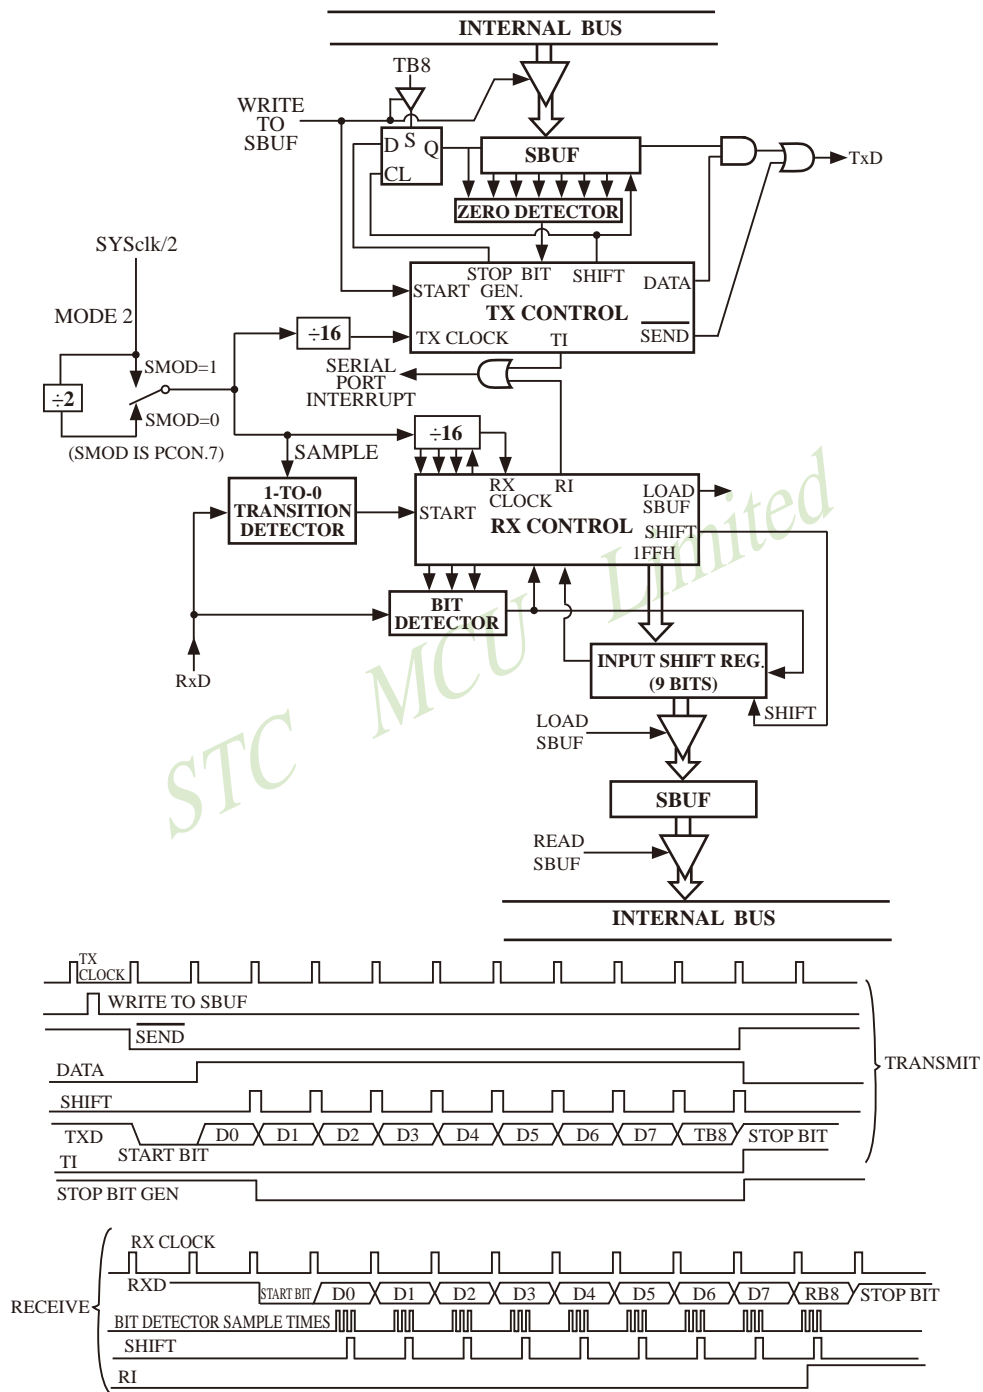 INTERNAL BUS
TB8
WRITE
TO
SBUF
D S Q
CL
SBUF
TxD
ZERO DETECTOR
SYSclk/2
STOP BIT SHIFT
GEN.
START
DATA
TX CONTROL
MODE 2
÷16
TX CLOCK
TI
SEND
SMOD=1
SERIAL
PORT
INTERRUPT
÷2
SMOD=0
÷16
(SMOD IS PCON.7)
SAMPLE
1-TO-0
TRANSITION
DETECTOR
RX
CLOCK
RI
LOAD
SBUF
START
RX CONTROL
SHIFT
1FFH
BIT
DETECTOR
RxD
INPUT SHIFT REG.
(9 BITS)
SHIFT
LOAD
SBUF
SBUF
READ
SBUF
INTERNAL BUS
STC MCU Limited
TX
CLOCK
WRITE TO SBUF
SEND
DATA
TRANSMIT
SHIFT
TXD
START BIT
D0 D1 D2 D3 D4 D5 D6 D7 TB8 STOP BIT
TI
STOP BIT GEN
RX CLOCK
RXD
START BIT D0 D1 D2 D3 D4 D5 D6 D7 RB8 STOP BIT
RECEIVE
BIT DETECTOR SAMPLE TIMES
SHIFT
RI